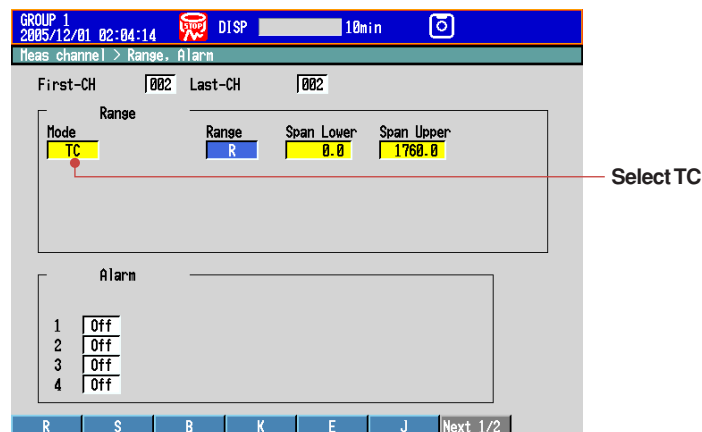 GROUP 1
2005/12/01 02:04:14 STOP DISP 10min
Meas channel > Range, Alarm
First-CH 002 Last-CH 002
Range
Mode Range Span Lower Span Upper
TC R 0.0 1760.0
Select TC
Alarm
1 Off
2 Off
3 Off
4 Off
R S B K E J Next 1/2